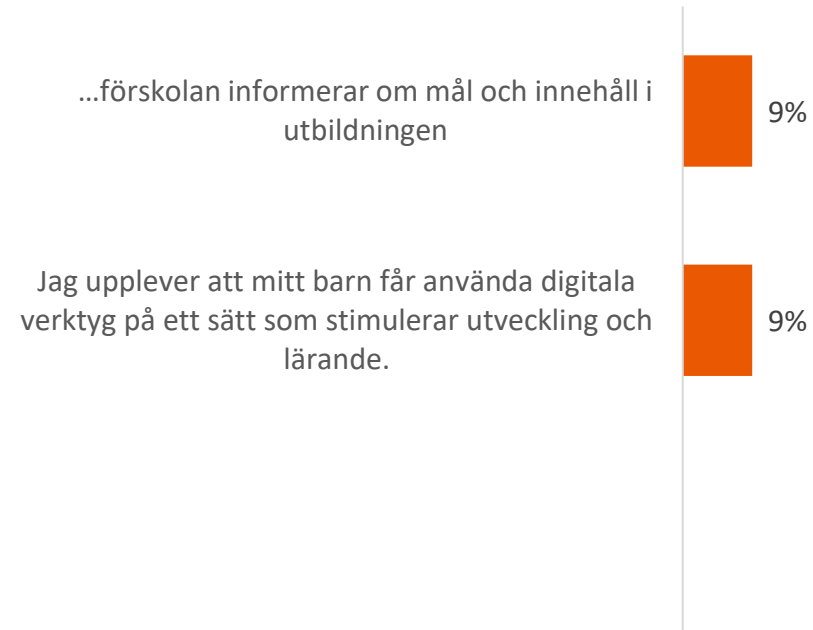 …förskolan informerar om mål och innehåll i
utbildningen
9%
Jag upplever att mitt barn får använda digitala
verktyg på ett sätt som stimulerar utveckling och
lärande.
9%